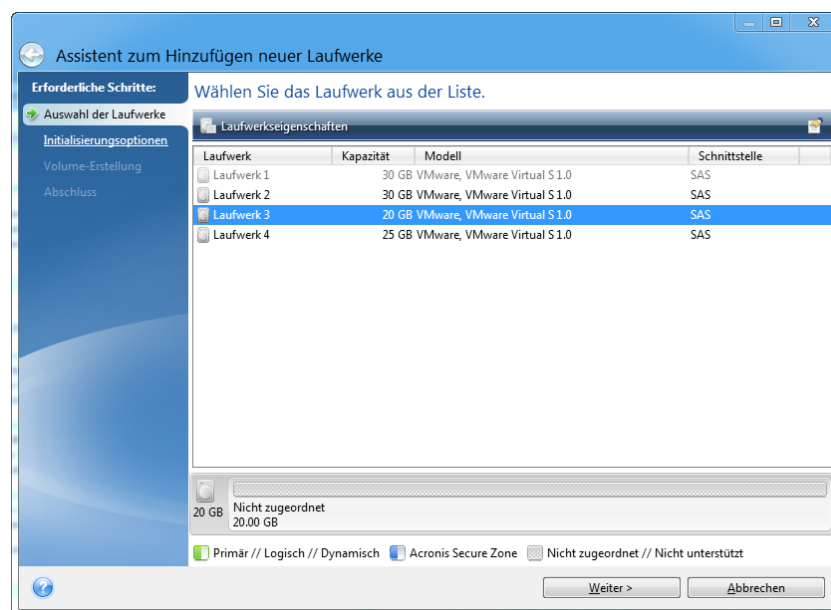 Assistent zum Hinzufügen neuer Laufwerke
Erforderliche Schritte:
Auswahl der Laufwerke
Initialisierungsoptionen
Volume-Erstellung
Abschluss
Wählen Sie das Laufwerk aus der Liste.
Laufwerkseigenschaften
Laufwerk Kapazität Modell Schnittstelle
Laufwerk 1 30 GB VMware, VMware Virtual S 1.0 SAS
Laufwerk 2 30 GB VMware, VMware Virtual S 1.0 SAS
Laufwerk 3 20 GB VMware, VMware Virtual S 1.0 SAS
Laufwerk 4 25 GB VMware, VMware Virtual S 1.0 SAS
20 GB Nicht zugeordnet
20.00 GB
Primär // Logisch // Dynamisch Acronis Secure Zone Nicht zugeordnet // Nicht unterstützt
Weiter > Abbrechen